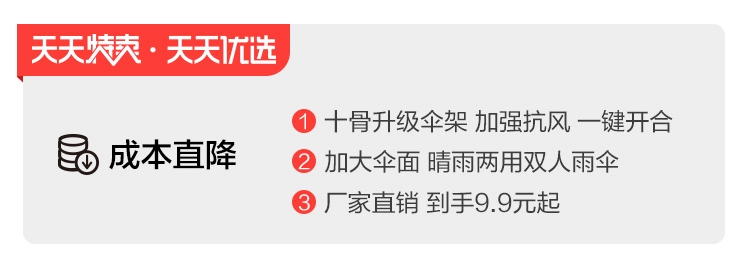 天天特卖·天天优选
成本直降
1 十骨升级伞架 加强抗风 一键开合
2 加大伞面 晴雨两用双人雨伞
3 厂家直销 到手9.9元起